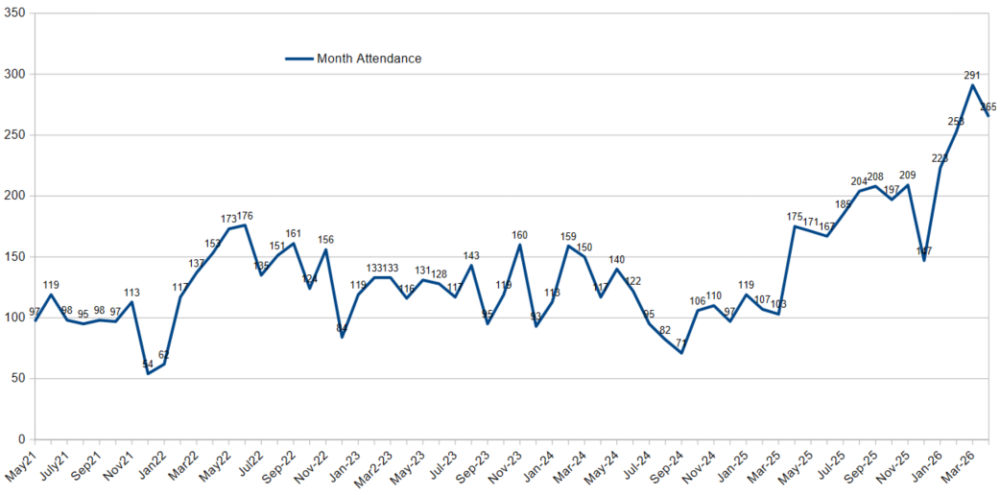 350
300
250
200
150
100
50
0
Month Attendance
97
119
98
95
98
97
113
54
62
117
137
153
173
176
135
151
161
124
156
84
119
133
133
116
131
128
117
143
95
119
160
93
113
159
150
117
140
122
95
82
71
106
110
97
119
107
103
175
171
167
185
204
208
197
209
147
223
253
291
265
May21
July21
Sep21
Nov21
Jan22
Mar22
May22
Jul22
Sep-22
Nov-22
Jan-23
Mar2-23
May-23
Jul-23
Sep-23
Nov-23
Jan-24
Mar-24
May-24
Jul-24
Sep-24
Nov-24
Jan-25
Mar-25
May-25
Jul-25
Sep-25
Nov-25
Jan-26
Mar-26